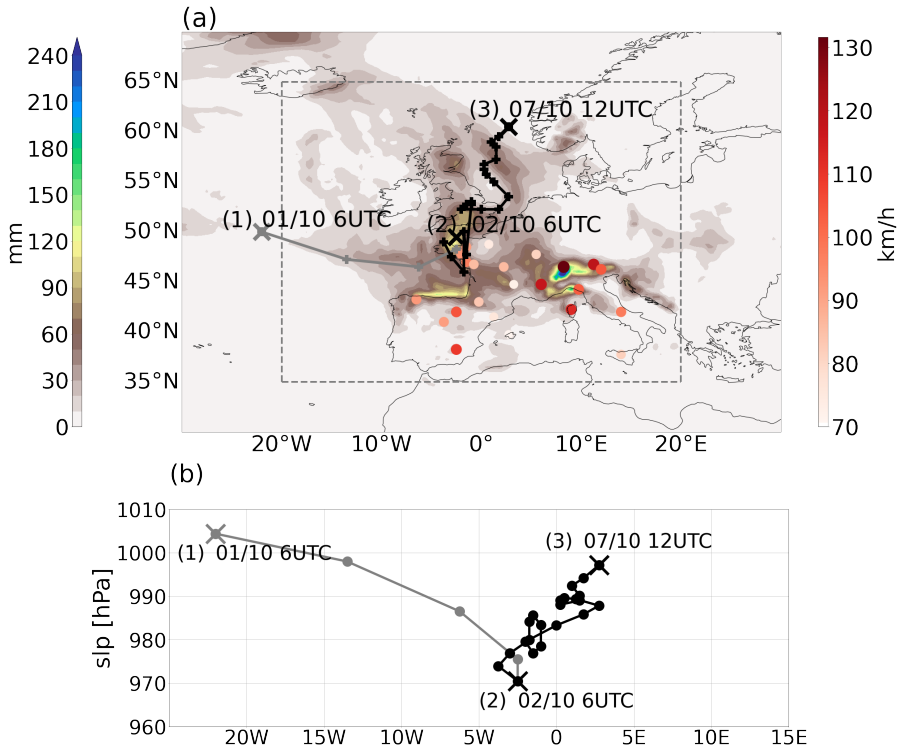 (a)
240
210
180
150
120
90
60
30
0
mm
65°N
60°N
55°N
50°N
45°N
40°N
35°N
(3) 07/10 12UTC
(1) 01/10 6UTC
(2) 02/10 6UTC
20°W 10°W 0° 10°E 20°E
130
120
110
100
90
80
70
km/h
(b)
1010
1000
990
980
970
960
slp [hPa]
(3) 07/10 12UTC
(1) 01/10 6UTC
(2) 02/10 6UTC
20W 15W 10W 5W 0 5E 10E 15E